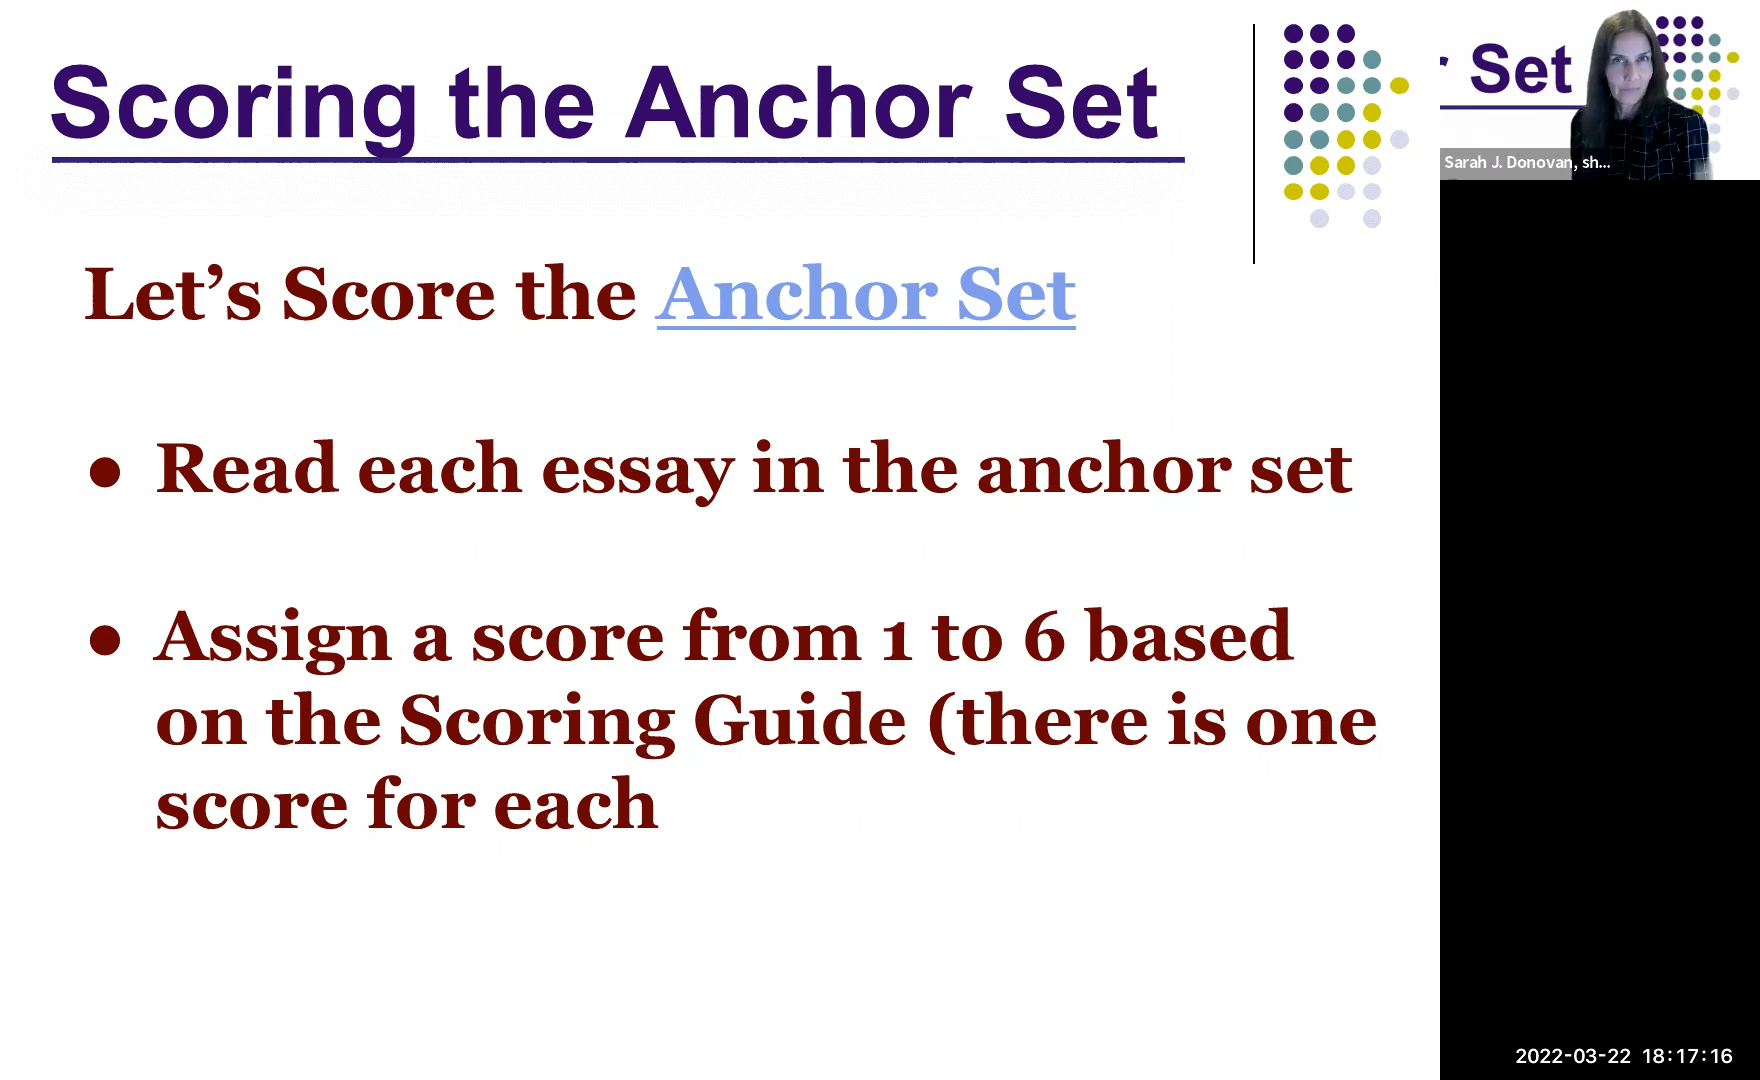 Scoring the Anchor Set
Let’s Score the Anchor Set
● Read each essay in the anchor set
● Assign a score from 1 to 6 based
on the Scoring Guide (there is one
score for each
r Set
Sarah J. Donovan, sh...
2022-03-22 18:17:16